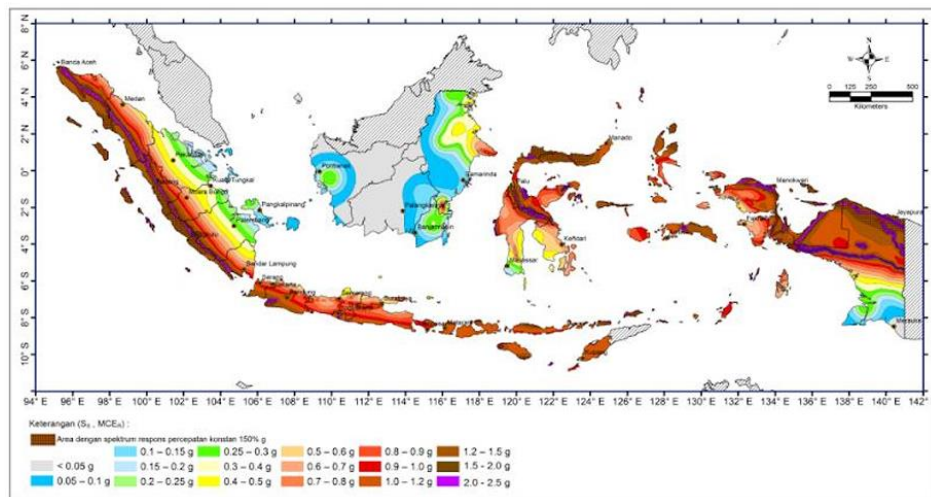 8° N
6° N
4° N
2° N
0°
2° S
4° S
6° S
8° S
10° S
N
W E
S
0 125 250 500
Kilometers
Banda Aceh
Medan
Manado
Pontianak
Samarinda
Palu
Manokwari
Pangkalpinang
Jayapura
Kendari
Makassar
Bandar Lampung
Serang
Merauke
94° E 96° E 98° E 100° E 102° E 104° E 106° E 108° E 110° E 112° E 114° E 116° E 118° E 120° E 122° E 124° E 126° E 128° E 130° E 132° E 134° E 136° E 138° E 140° E 142° E
Keterangan (SS , MCER) :
Area dengan spektrum respons percepatan konstan 150% g
< 0.05 g
0.05 – 0.1 g
0.1 – 0.15 g
0.15 – 0.2 g
0.2 – 0.25 g
0.25 – 0.3 g
0.3 – 0.4 g
0.4 – 0.5 g
0.5 – 0.6 g
0.6 – 0.7 g
0.7 – 0.8 g
0.8 – 0.9 g
0.9 – 1.0 g
1.0 – 1.2 g
1.2 – 1.5 g
1.5 - 2.0 g
2.0 - 2.5 g